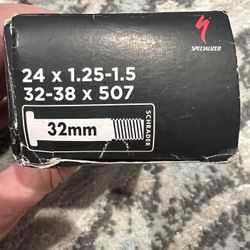 SPECIALIZED
24 x 1.25-1.5
32-38 x 507
32mm
SCHRADER